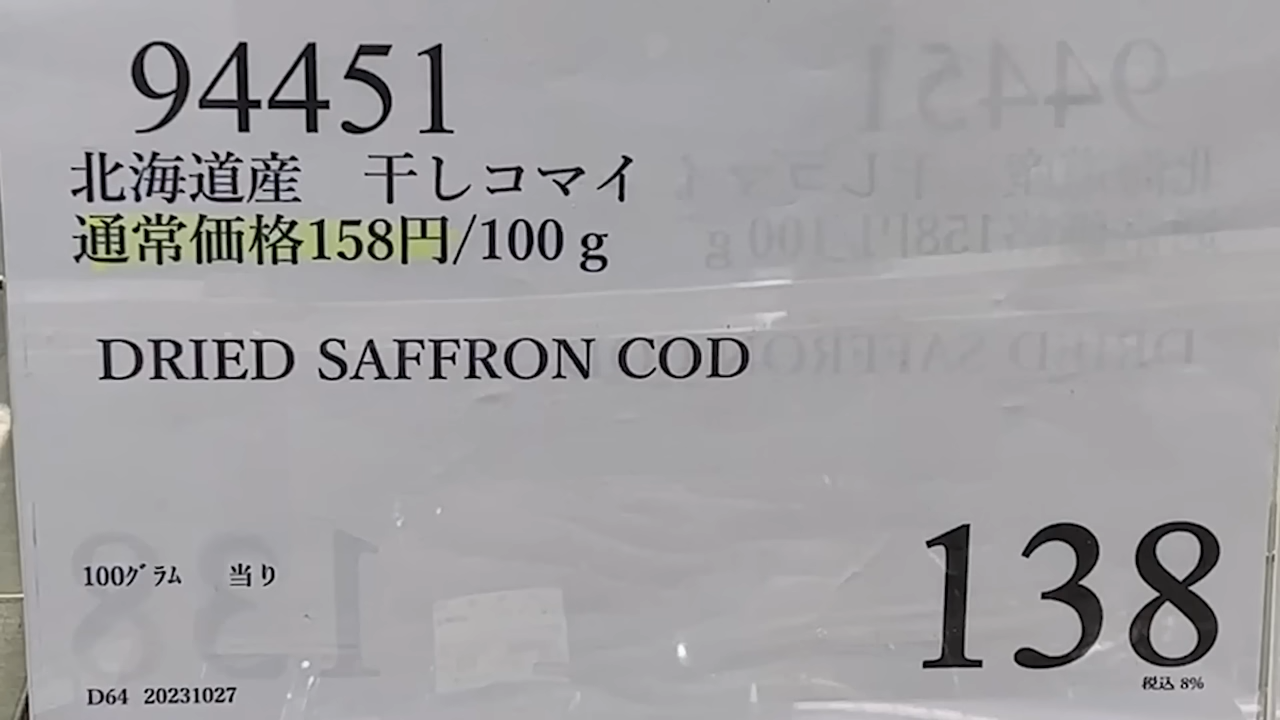 94451
北海道産　干しコマイ
通常価格158円/100 g
DRIED SAFFRON COD
100ｸﾞﾗﾑ　当り
138
税込 8%
D64 20231027